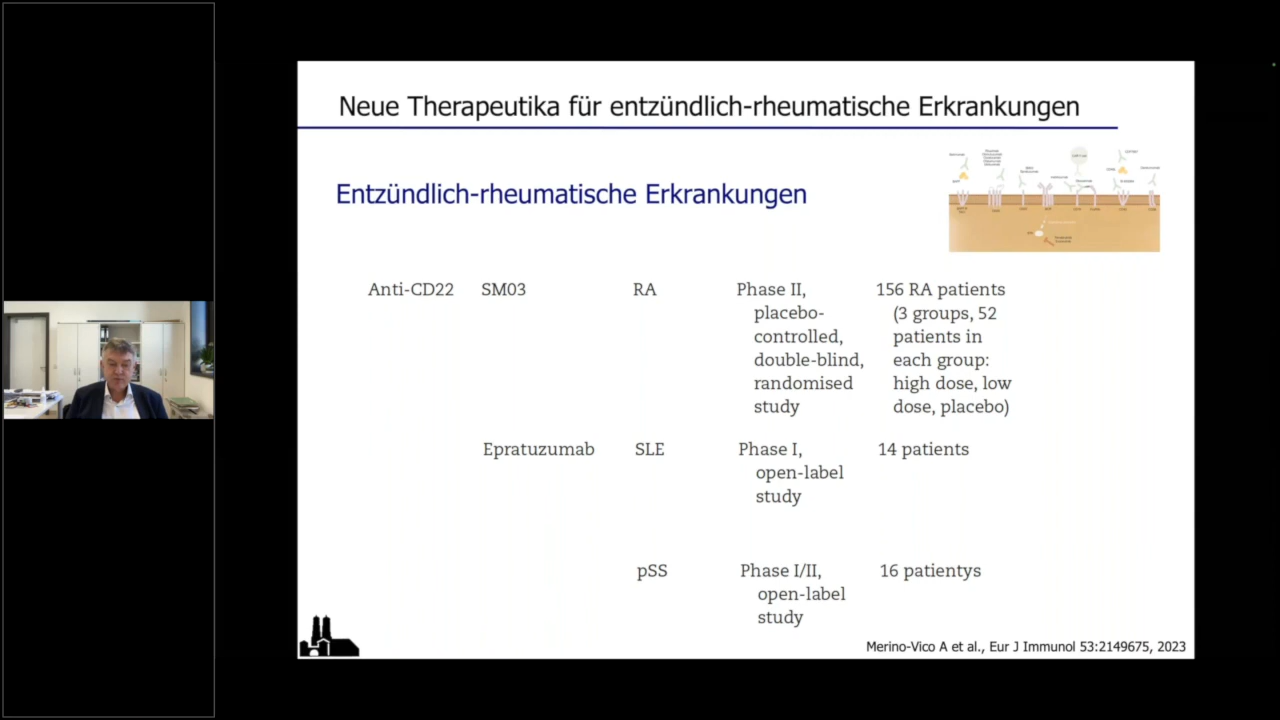 Neue Therapeutika für entzündlich-rheumatische Erkrankungen
Entzündlich-rheumatische Erkrankungen
Anti-CD22 SM03 RA Phase II, 156 RA patients
placebo- (3 groups, 52
controlled, patients in
double-blind, each group:
randomised high dose, low
study dose, placebo)
Epratuzumab SLE Phase I, 14 patients
open-label
study
pSS Phase I/II, 16 patientys
open-label
study
Merino-Vico A et al., Eur J Immunol 53:2149675, 2023